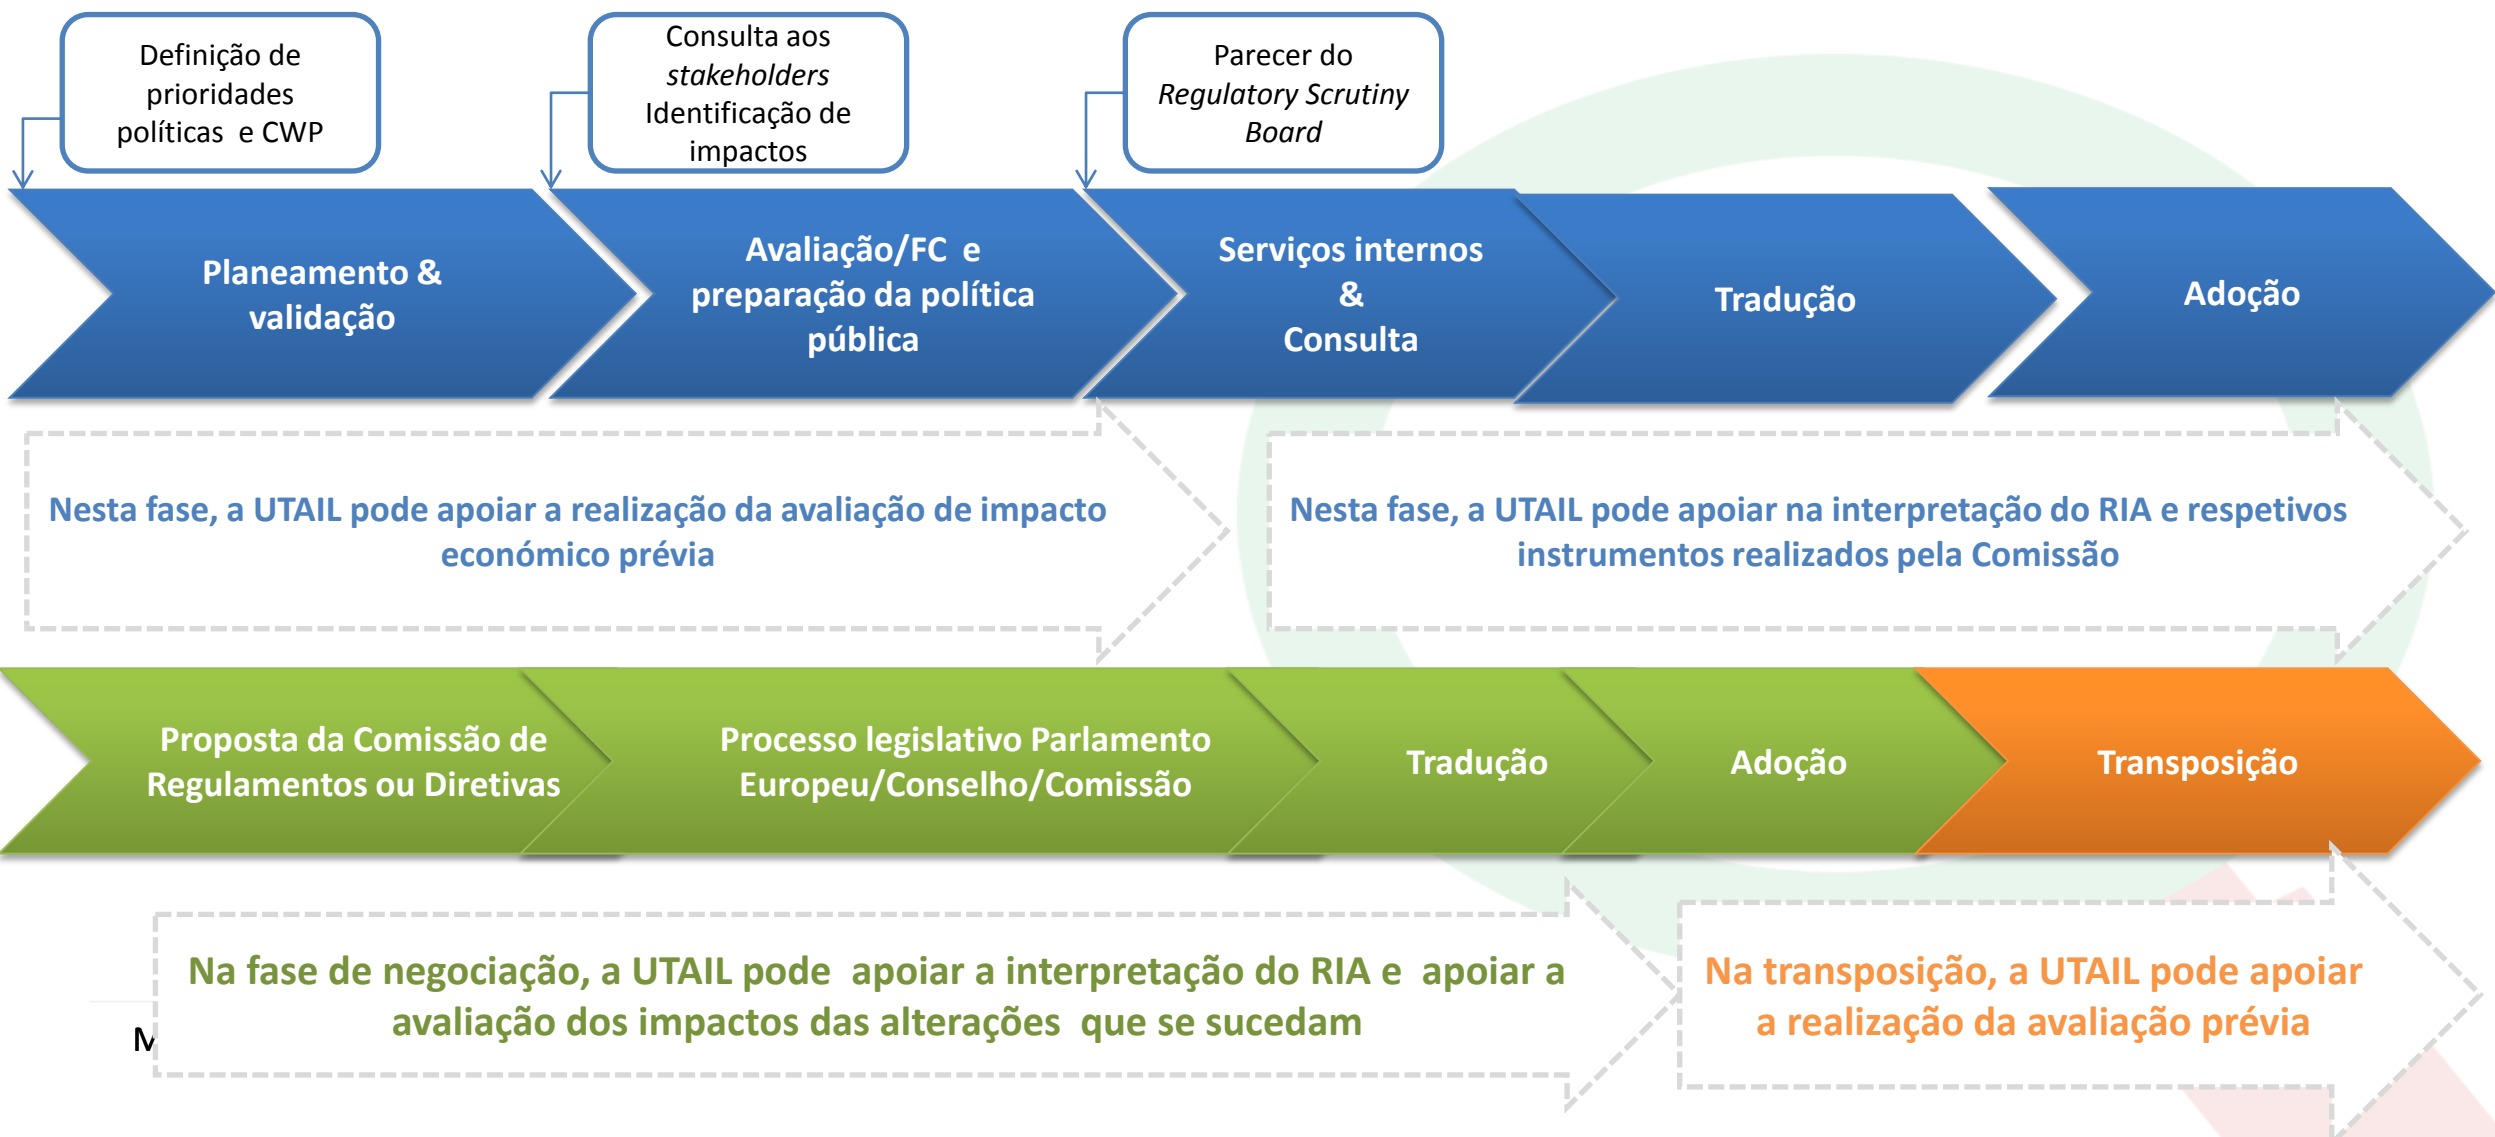 Definição de
prioridades
políticas e CWP
Consulta aos
stakeholders
Identificação de
impactos
Parecer do
Regulatory Scrutiny
Board
Planeamento &
validação
Avaliação/FC e
preparação da política
pública
Serviços internos
&
Consulta
Tradução
Adoção
Nesta fase, a UTAIL pode apoiar a realização da avaliação de impacto
económico prévia
Nesta fase, a UTAIL pode apoiar na interpretação do RIA e respetivos
instrumentos realizados pela Comissão
Proposta da Comissão de
Regulamentos ou Diretivas
Processo legislativo Parlamento
Europeu/Conselho/Comissão
Tradução
Adoção
Transposição
Na fase de negociação, a UTAIL pode apoiar a interpretação do RIA e apoiar a
avaliação dos impactos das alterações que se sucedam
Na transposição, a UTAIL pode apoiar
a realização da avaliação prévia